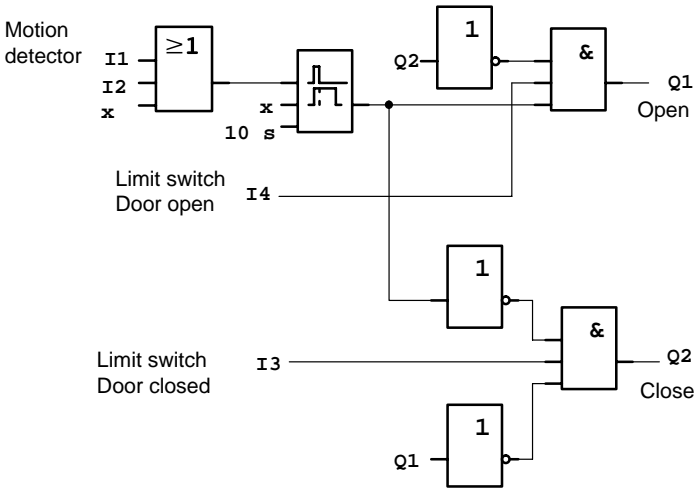 Motion
detector
I1
I2
x
≥1
x
10 s
Q2
1
&
Q1
Open
Limit switch
Door open
I4
1
&
Limit switch
Door closed
I3
Q2
Close
Q1
1